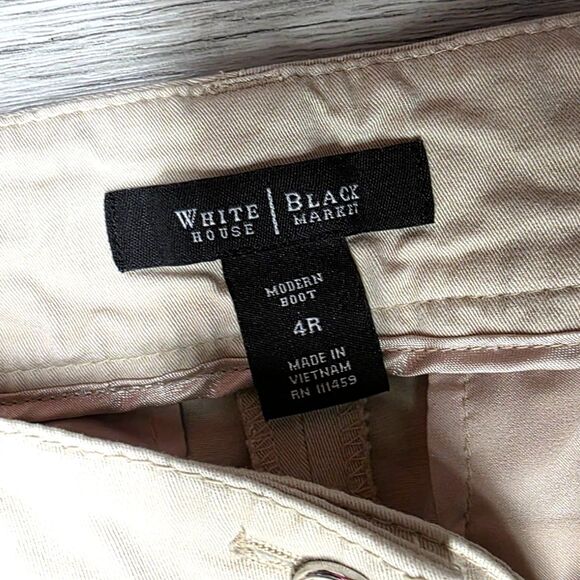 WHITE | BLACK
HOUSE | MARKET
MODERN
BOOT
4R
MADE IN
VIETNAM
RN 111459